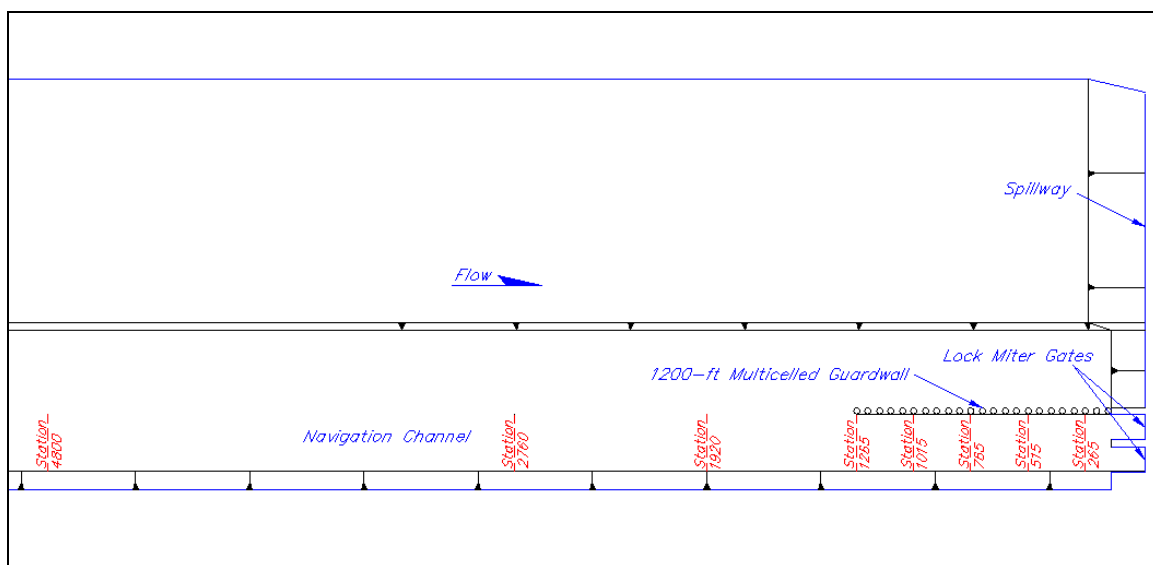 Spillway
Flow
Lock Miter Gates
1200-ft Multicelled Guardwall
Navigation Channel
Station
4800
Station
2760
Station
1920
Station
1265
Station
1015
Station
765
Station
515
Station
265